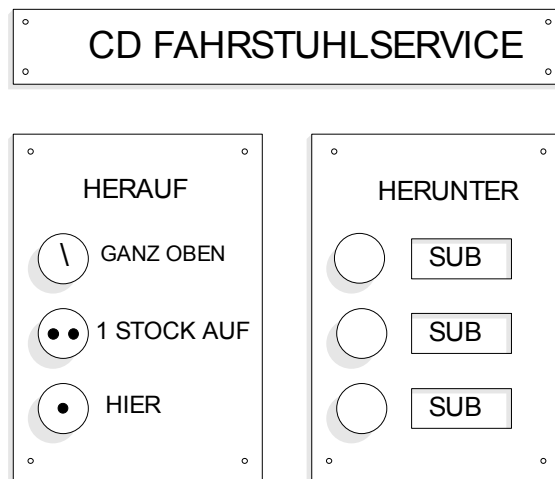 CD FAHRSTUHLSERVICE
HERAUF
\ GANZ OBEN
•• 1 STOCK AUF
• HIER
HERUNTER
SUB
SUB
SUB